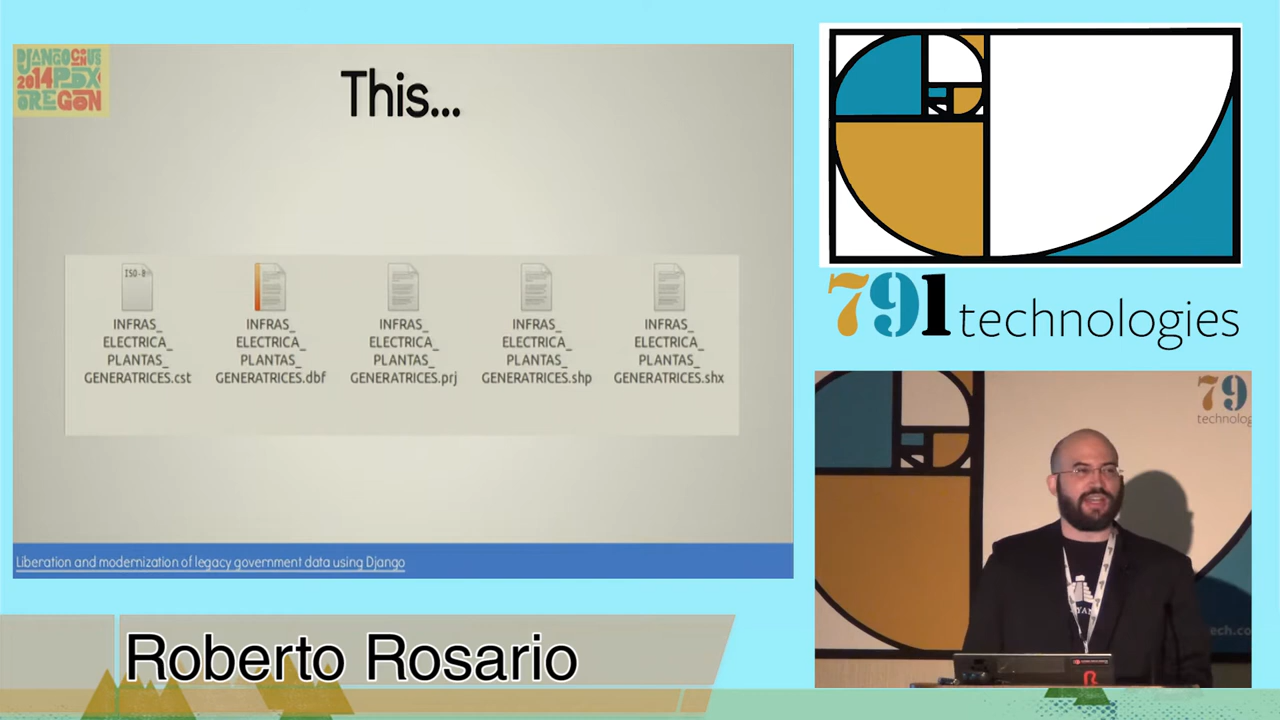 DJANGOCON US
2014 PDX
OREGON
This...
ISO-8
INFRAS_
ELECTRICA_
PLANTAS_
GENERATRICES.cst
INFRAS_
ELECTRICA_
PLANTAS_
GENERATRICES.dbf
INFRAS_
ELECTRICA_
PLANTAS_
GENERATRICES.prj
INFRAS_
ELECTRICA_
PLANTAS_
GENERATRICES.shp
INFRAS_
ELECTRICA_
PLANTAS_
GENERATRICES.shx
Liberation and modernization of legacy government data using Django
791 technologies
79
technolog
ech.co
Roberto Rosario